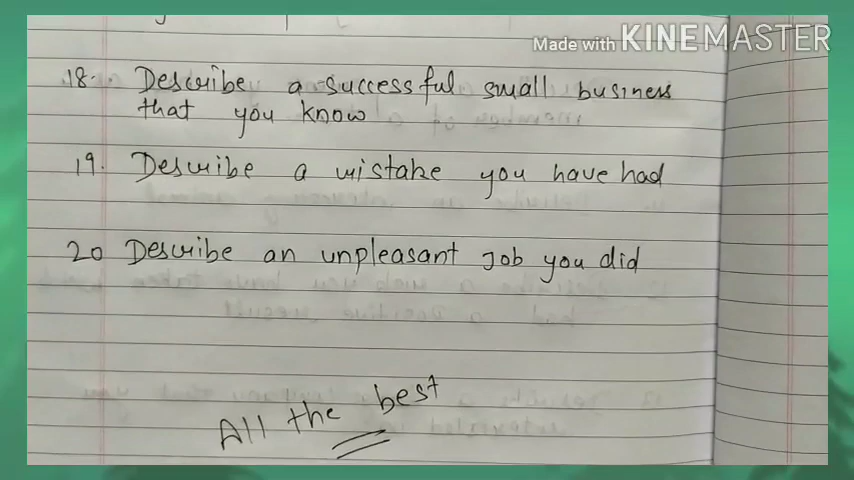 Made with KINEMASTER
18. Describe a successful small business
that you know
19. Describe a mistake you have had
20 Describe an unpleasant Job you did
All the best